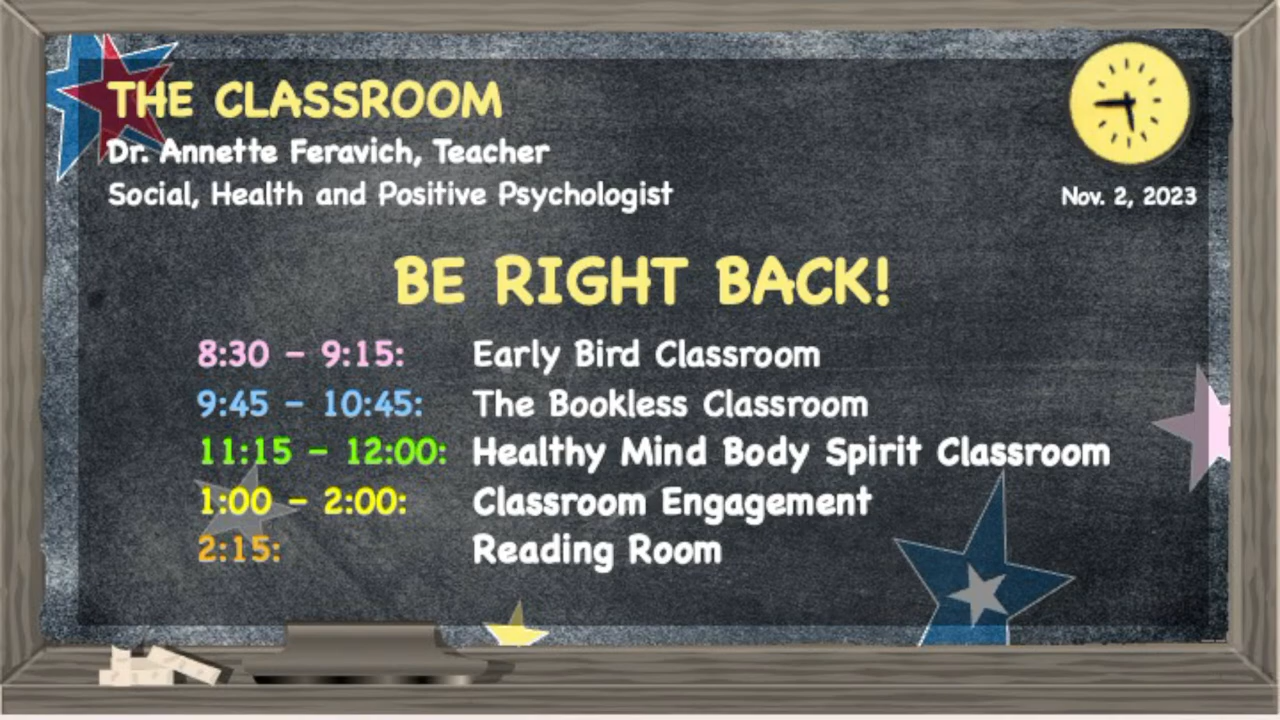 THE CLASSROOM
Dr. Annette Feravich, Teacher
Social, Health and Positive Psychologist
Nov. 2, 2023
BE RIGHT BACK!
8:30 – 9:15: Early Bird Classroom
9:45 – 10:45: The Bookless Classroom
11:15 – 12:00: Healthy Mind Body Spirit Classroom
1:00 – 2:00: Classroom Engagement
2:15: Reading Room